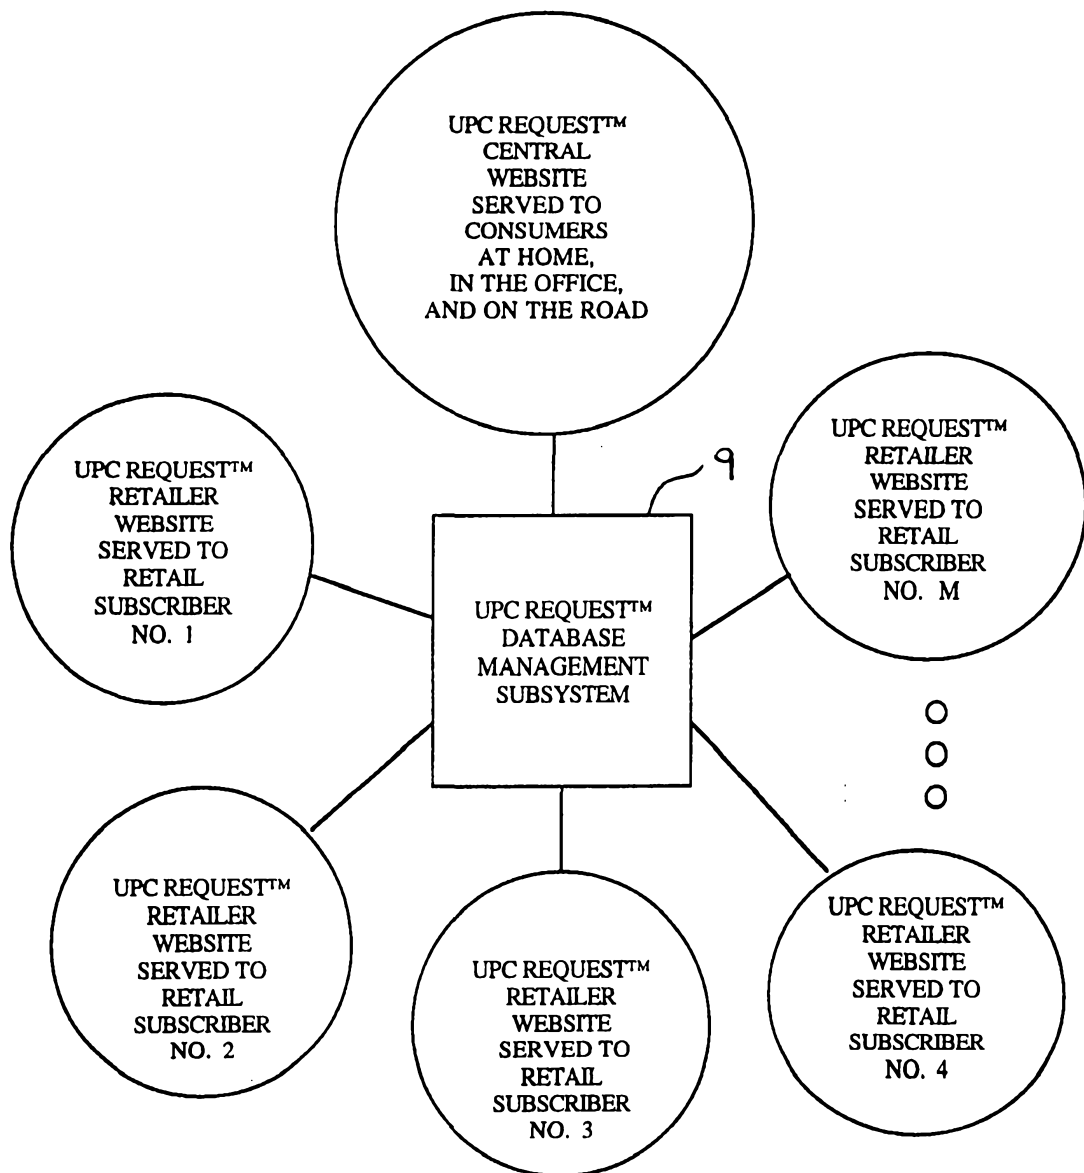 UPC REQUEST™
CENTRAL
WEBSITE
SERVED TO
CONSUMERS
AT HOME,
IN THE OFFICE,
AND ON THE ROAD
UPC REQUEST™
RETAILER
WEBSITE
SERVED TO
RETAIL
SUBSCRIBER
NO. 1
9
UPC REQUEST™
DATABASE
MANAGEMENT
SUBSYSTEM
UPC REQUEST™
RETAILER
WEBSITE
SERVED TO
RETAIL
SUBSCRIBER
NO. M
UPC REQUEST™
RETAILER
WEBSITE
SERVED TO
RETAIL
SUBSCRIBER
NO. 2
UPC REQUEST™
RETAILER
WEBSITE
SERVED TO
RETAIL
SUBSCRIBER
NO. 3
UPC REQUEST™
RETAILER
WEBSITE
SERVED TO
RETAIL
SUBSCRIBER
NO. 4